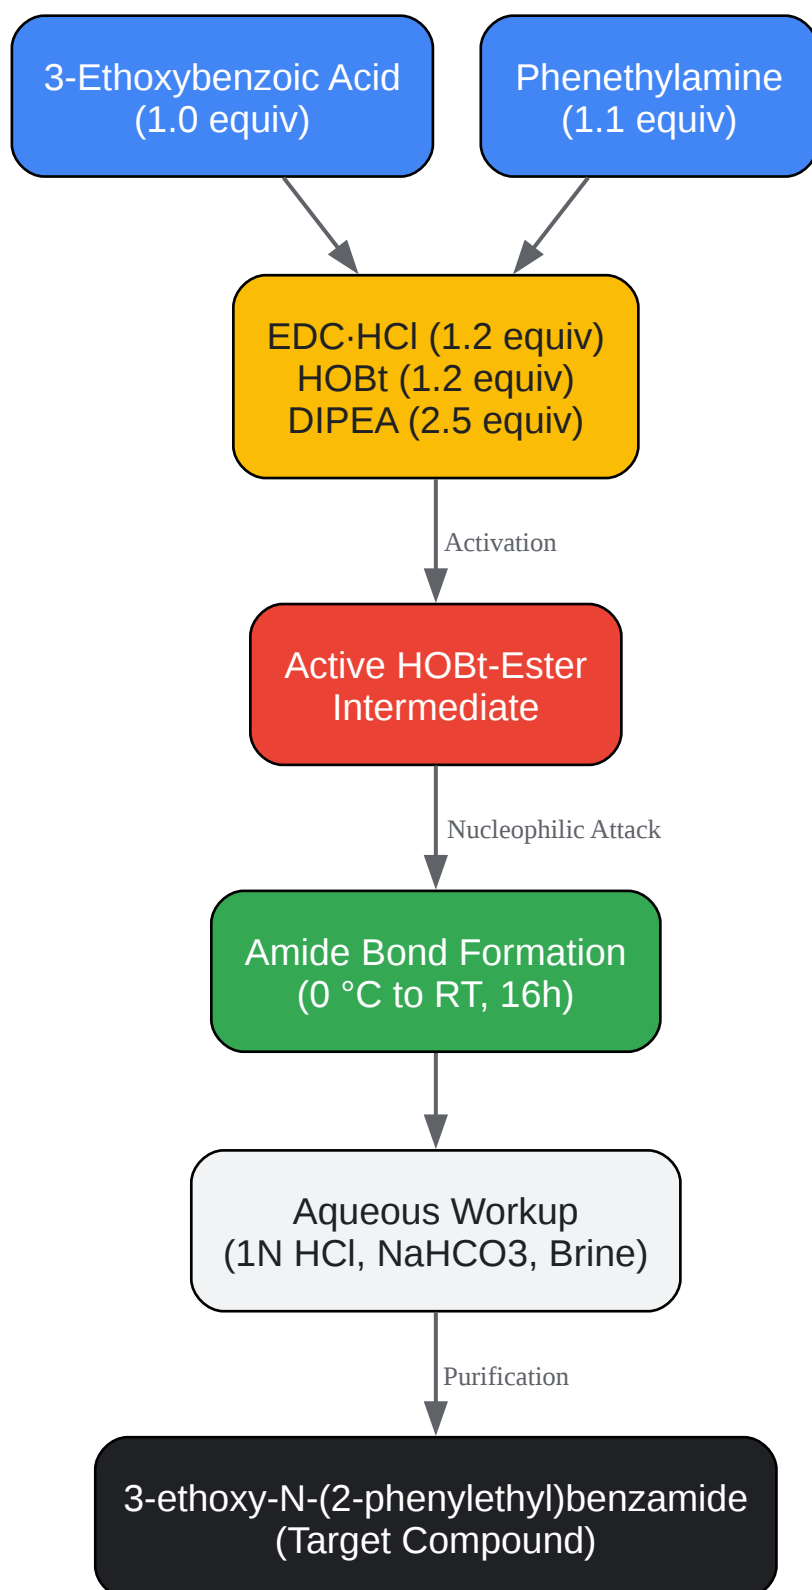 3-Ethoxybenzoic Acid
(1.0 equiv)
Phenethylamine
(1.1 equiv)
EDC·HCl (1.2 equiv)
HOBt (1.2 equiv)
DIPEA (2.5 equiv)
Activation
Active HOBt-Ester
Intermediate
Nucleophilic Attack
Amide Bond Formation
(0 °C to RT, 16h)
Aqueous Workup
(1N HCl, NaHCO3, Brine)
Purification
3-ethoxy-N-(2-phenylethyl)benzamide
(Target Compound)